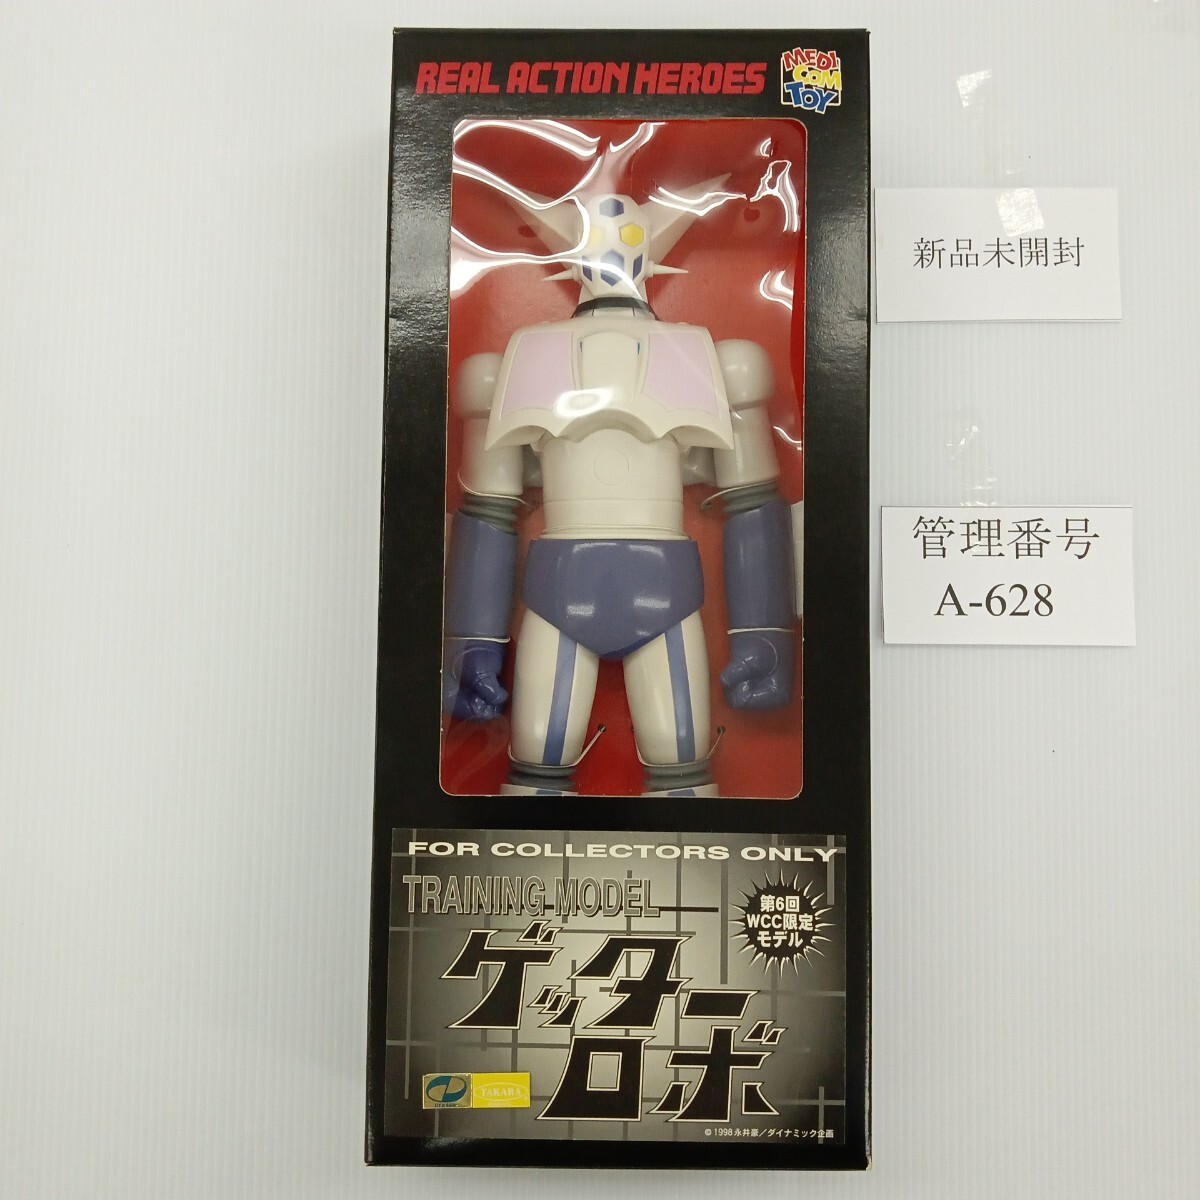 REAL ACTION HEROES
MEDI
COM
TOY
新品未開封
管理番号
A-628
FOR COLLECTORS ONLY
TRAINING MODEL
第6回
WCC限定
モデル
ゲッター
ロボ
TAKARA
©1998 永井豪／ダイナミック企画